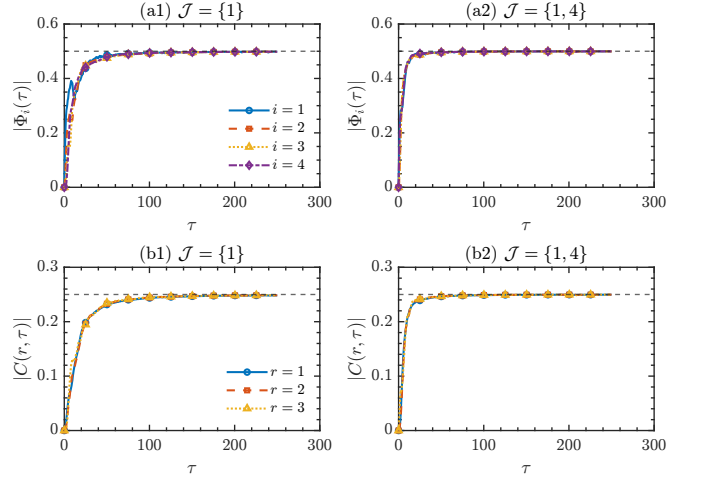 (a1) 𝒥 = {1}
0.6
0.4
0.2
0
|Φᵢ(τ)|
i = 1
i = 2
i = 3
i = 4
0 100 200 300
τ
(a2) 𝒥 = {1, 4}
0.6
0.4
0.2
0
|Φᵢ(τ)|
0 100 200 300
τ
(b1) 𝒥 = {1}
0.3
0.2
0.1
0
|C(r, τ)|
r = 1
r = 2
r = 3
0 100 200 300
τ
(b2) 𝒥 = {1, 4}
0.3
0.2
0.1
0
|C(r, τ)|
0 100 200 300
τ